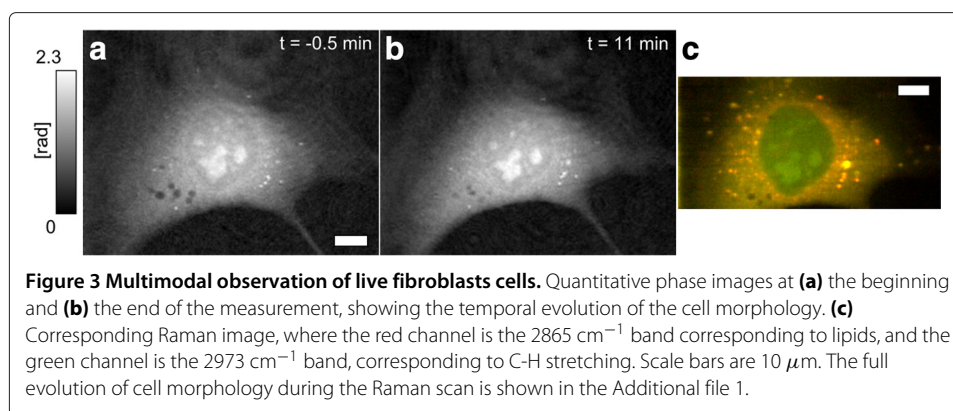 a
t = -0.5 min
b
t = 11 min
c
2.3
[rad]
0
Figure 3 Multimodal observation of live fibroblasts cells. Quantitative phase images at (a) the beginning
and (b) the end of the measurement, showing the temporal evolution of the cell morphology. (c)
Corresponding Raman image, where the red channel is the 2865 cm⁻¹ band corresponding to lipids, and the
green channel is the 2973 cm⁻¹ band, corresponding to C-H stretching. Scale bars are 10 μm. The full
evolution of cell morphology during the Raman scan is shown in the Additional file 1.